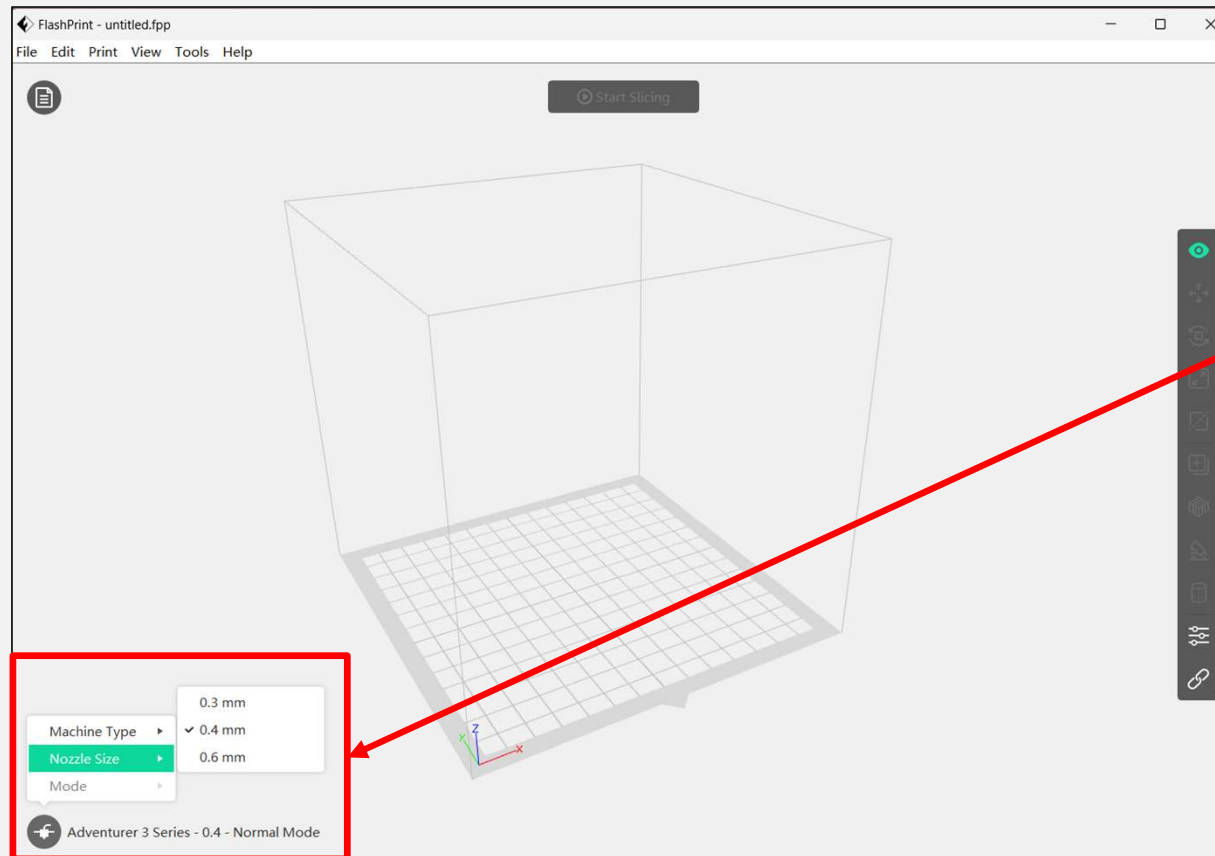 FlashPrint - untitled.fpp
File Edit Print View Tools Help
Start Slicing
0.3 mm
Machine Type
0.4 mm
Nozzle Size
0.6 mm
Mode
Z
Y
X
Adventurer 3 Series - 0.4 - Normal Mode